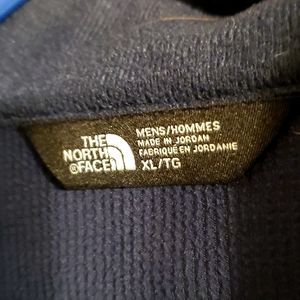 THE
NORTH
FACE
MENS/HOMMES
MADE IN JORDAN
FABRIQUÉ EN JORDANIE
XL/TG